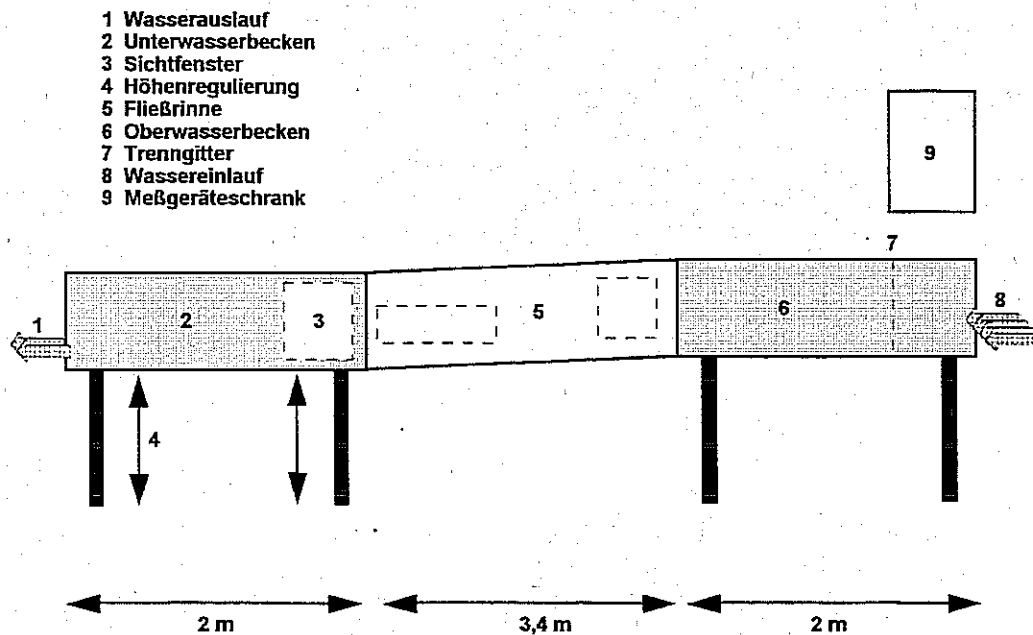 1 Wasserauslauf
2 Unterwasserbecken
3 Sichtfenster
4 Höhenregulierung
5 Fließrinne
6 Oberwasserbecken
7 Trenngitter
8 Wassereinlauf
9 Meßgeräteschrank
9
7
1
2
3
5
6
8
4
2 m
3,4 m
2 m